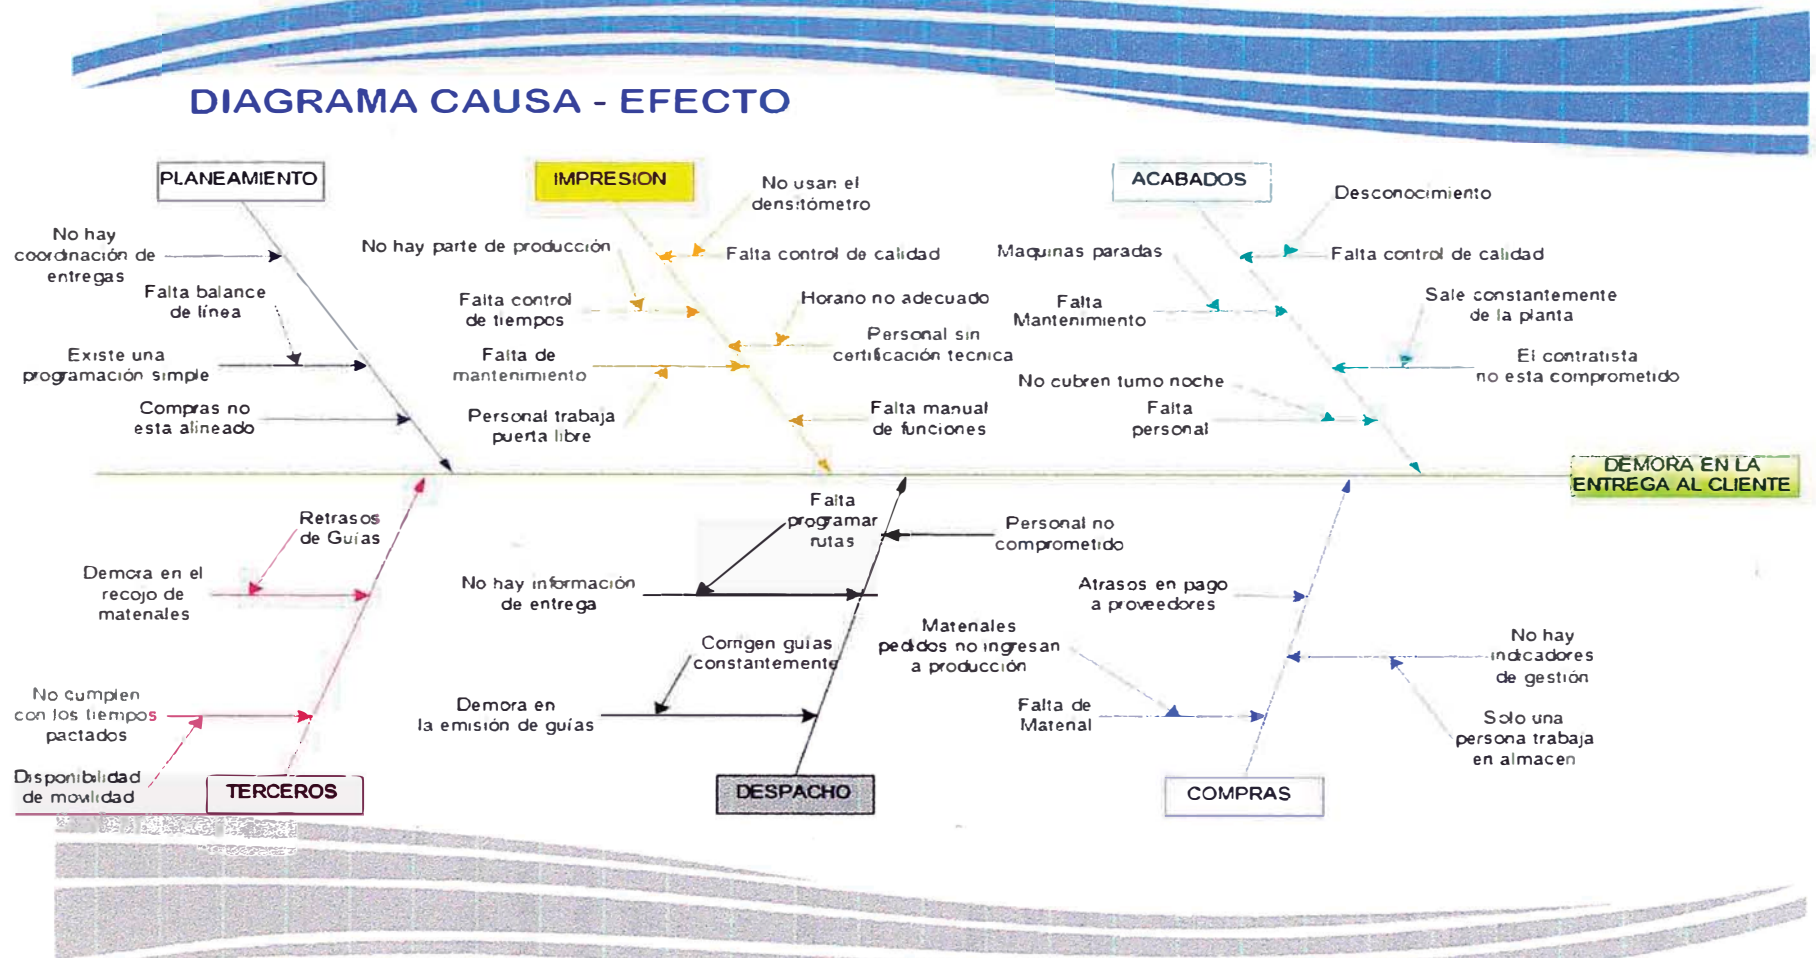 DIAGRAMA CAUSA - EFECTO
PLANEAMIENTO
No hay
coordinación de
entregas
Falta balance
de línea
Existe una
programación simple
Compras no
esta alineado
IMPRESION
No usan el
densitómetro
No hay parte de producción
Falta control de calidad
Falta control
de tiempos
Horario no adecuado
Personal sin
certificación tecnica
Falta de
mantenimiento
Personal trabaja
puerta libre
Falta manual
de funciones
ACABADOS
Desconocimiento
Maquinas paradas
Falta control de calidad
Falta
Mantenimiento
Sale constantemente
de la planta
El contratista
no esta comprometido
No cubren turno noche
Falta
personal
DEMORA EN LA
ENTREGA AL CLIENTE
Retrasos
de Guías
Demora en el
recojo de
materiales
No cumplen
con los tiempos
pactados
Disponibilidad
de movilidad
TERCEROS
Falta
programar
rutas
Personal no
comprometido
No hay información
de entrega
Corrigen guías
constantemente
Demora en
la emisión de guías
DESPACHO
Atrasos en pago
a proveedores
Materiales
pedidos no ingresan
a producción
No hay
indicadores
de gestión
Falta de
Material
Solo una
persona trabaja
en almacen
COMPRAS